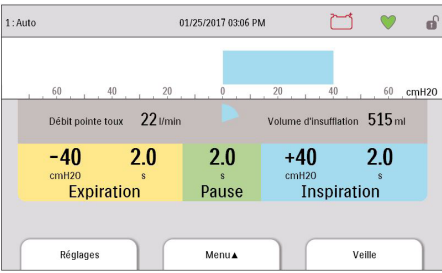 1: Auto 01/25/2017 03:06 PM
60 40 20 0 20 40 60 cmH20
Débit pointe toux 22 l/min Volume d'insufflation 515 ml
-40 2.0 2.0 +40 2.0
cmH20 s s cmH20 s
Expiration Pause Inspiration
Réglages Menu▲ Veille